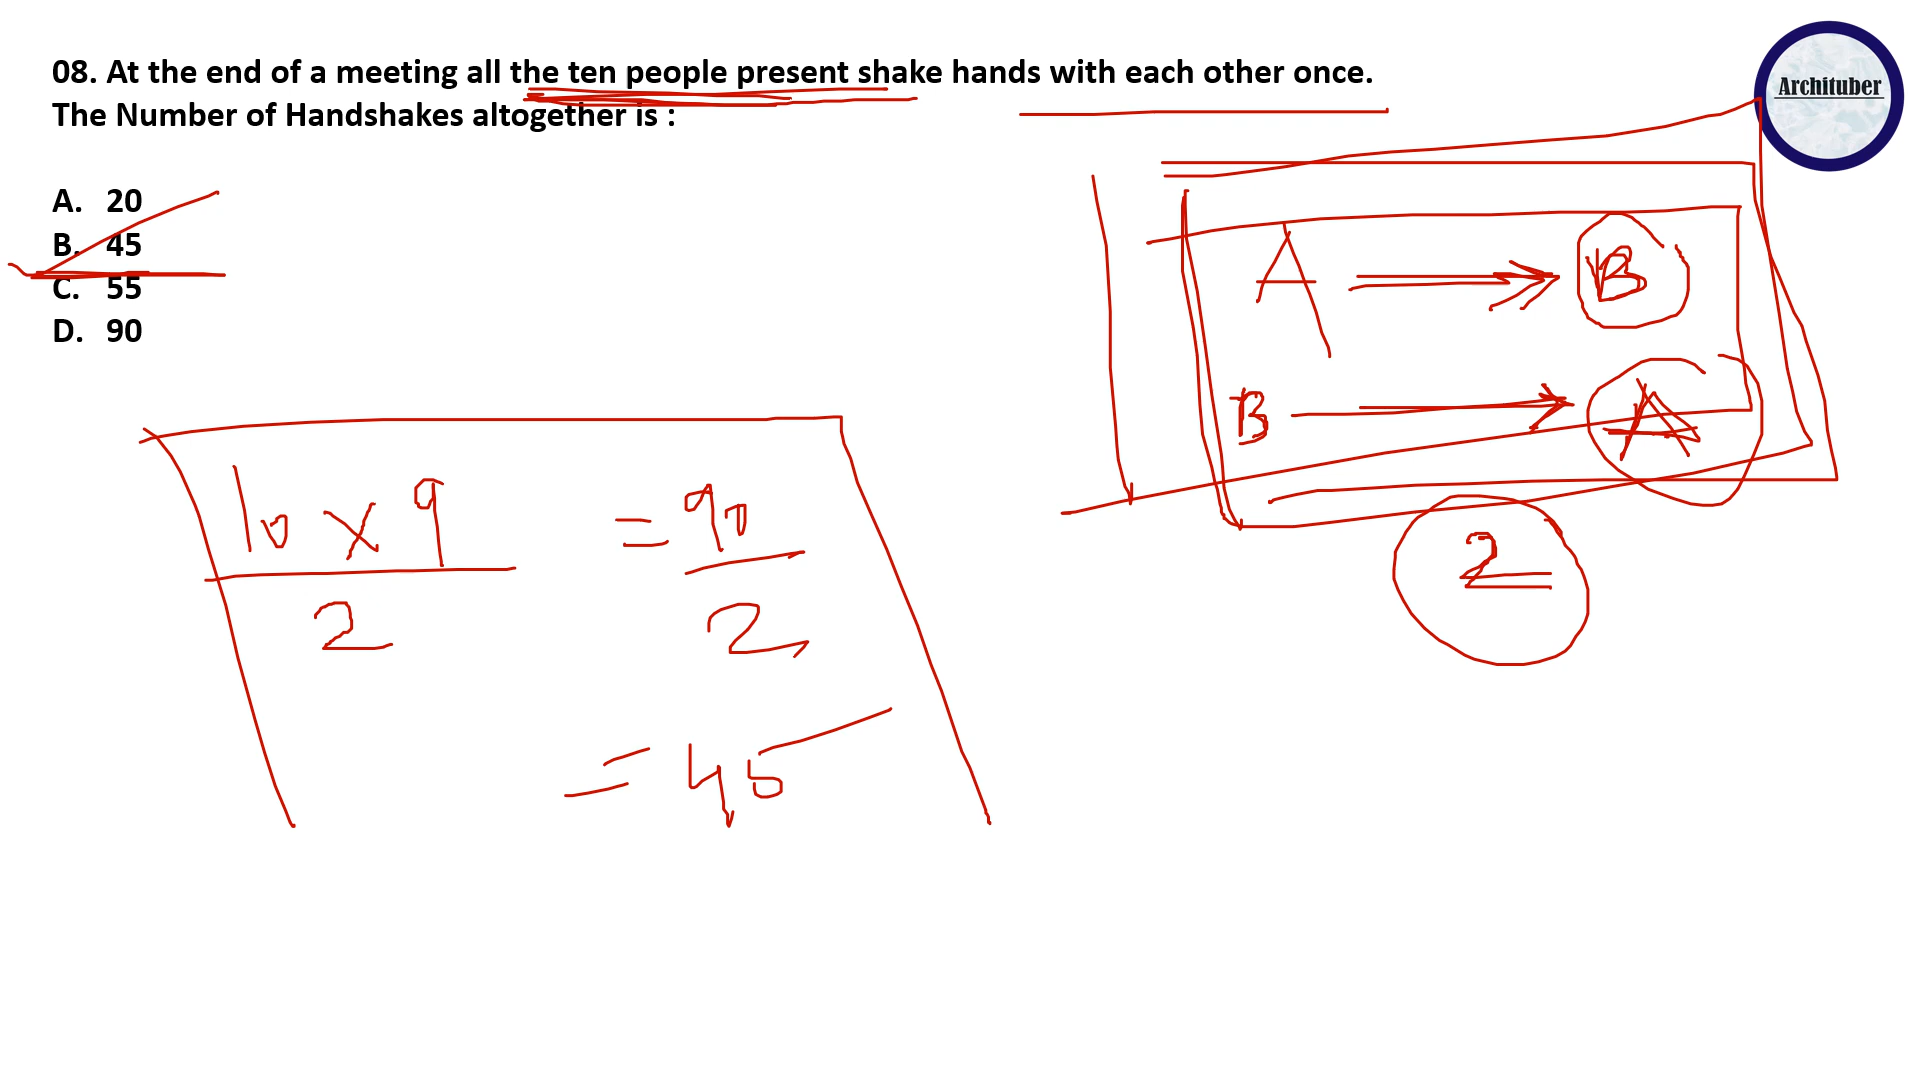 08. At the end of a meeting all the ten people present shake hands with each other once.
The Number of Handshakes altogether is :
Archituber
A. 20
B. 45
C. 55
D. 90
A B
B A
10 x 9 = 90
2 2
2
= 45